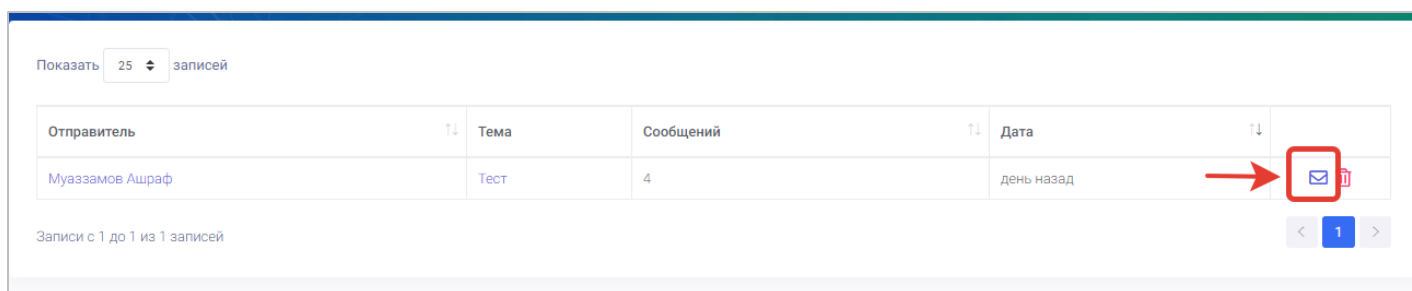 Показать 25 записей
Отправитель Тема Сообщений Дата
Муаззамов Ашраф Тест 4 день назад
Записи с 1 до 1 из 1 записей < 1 >